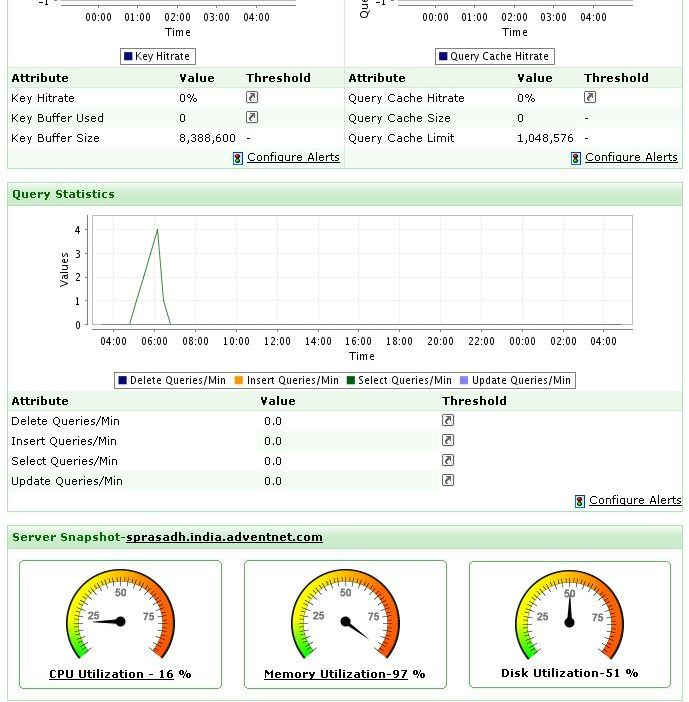 -1
00:00 01:00 02:00 03:00 04:00
Time
Key Hitrate
Attribute Value Threshold
Key Hitrate 0%
Key Buffer Used 0
Key Buffer Size 8,388,600 -
Configure Alerts
-1
00:00 01:00 02:00 03:00 04:00
Time
Query Cache Hitrate
Attribute Value Threshold
Query Cache Hitrate 0%
Query Cache Size 0 -
Query Cache Limit 1,048,576 -
Configure Alerts
Query Statistics
Values
4
3
2
1
0
04:00 06:00 08:00 10:00 12:00 14:00 16:00 18:00 20:00 22:00 00:00 02:00 04:00
Time
Delete Queries/Min Insert Queries/Min Select Queries/Min Update Queries/Min
Attribute Value Threshold
Delete Queries/Min 0.0
Insert Queries/Min 0.0
Select Queries/Min 0.0
Update Queries/Min 0.0
Configure Alerts
Server Snapshot-sprasadh.india.adventnet.com
25 50 75
CPU Utilization - 16 %
25 50 75
Memory Utilization-97 %
25 50 75
Disk Utilization-51 %